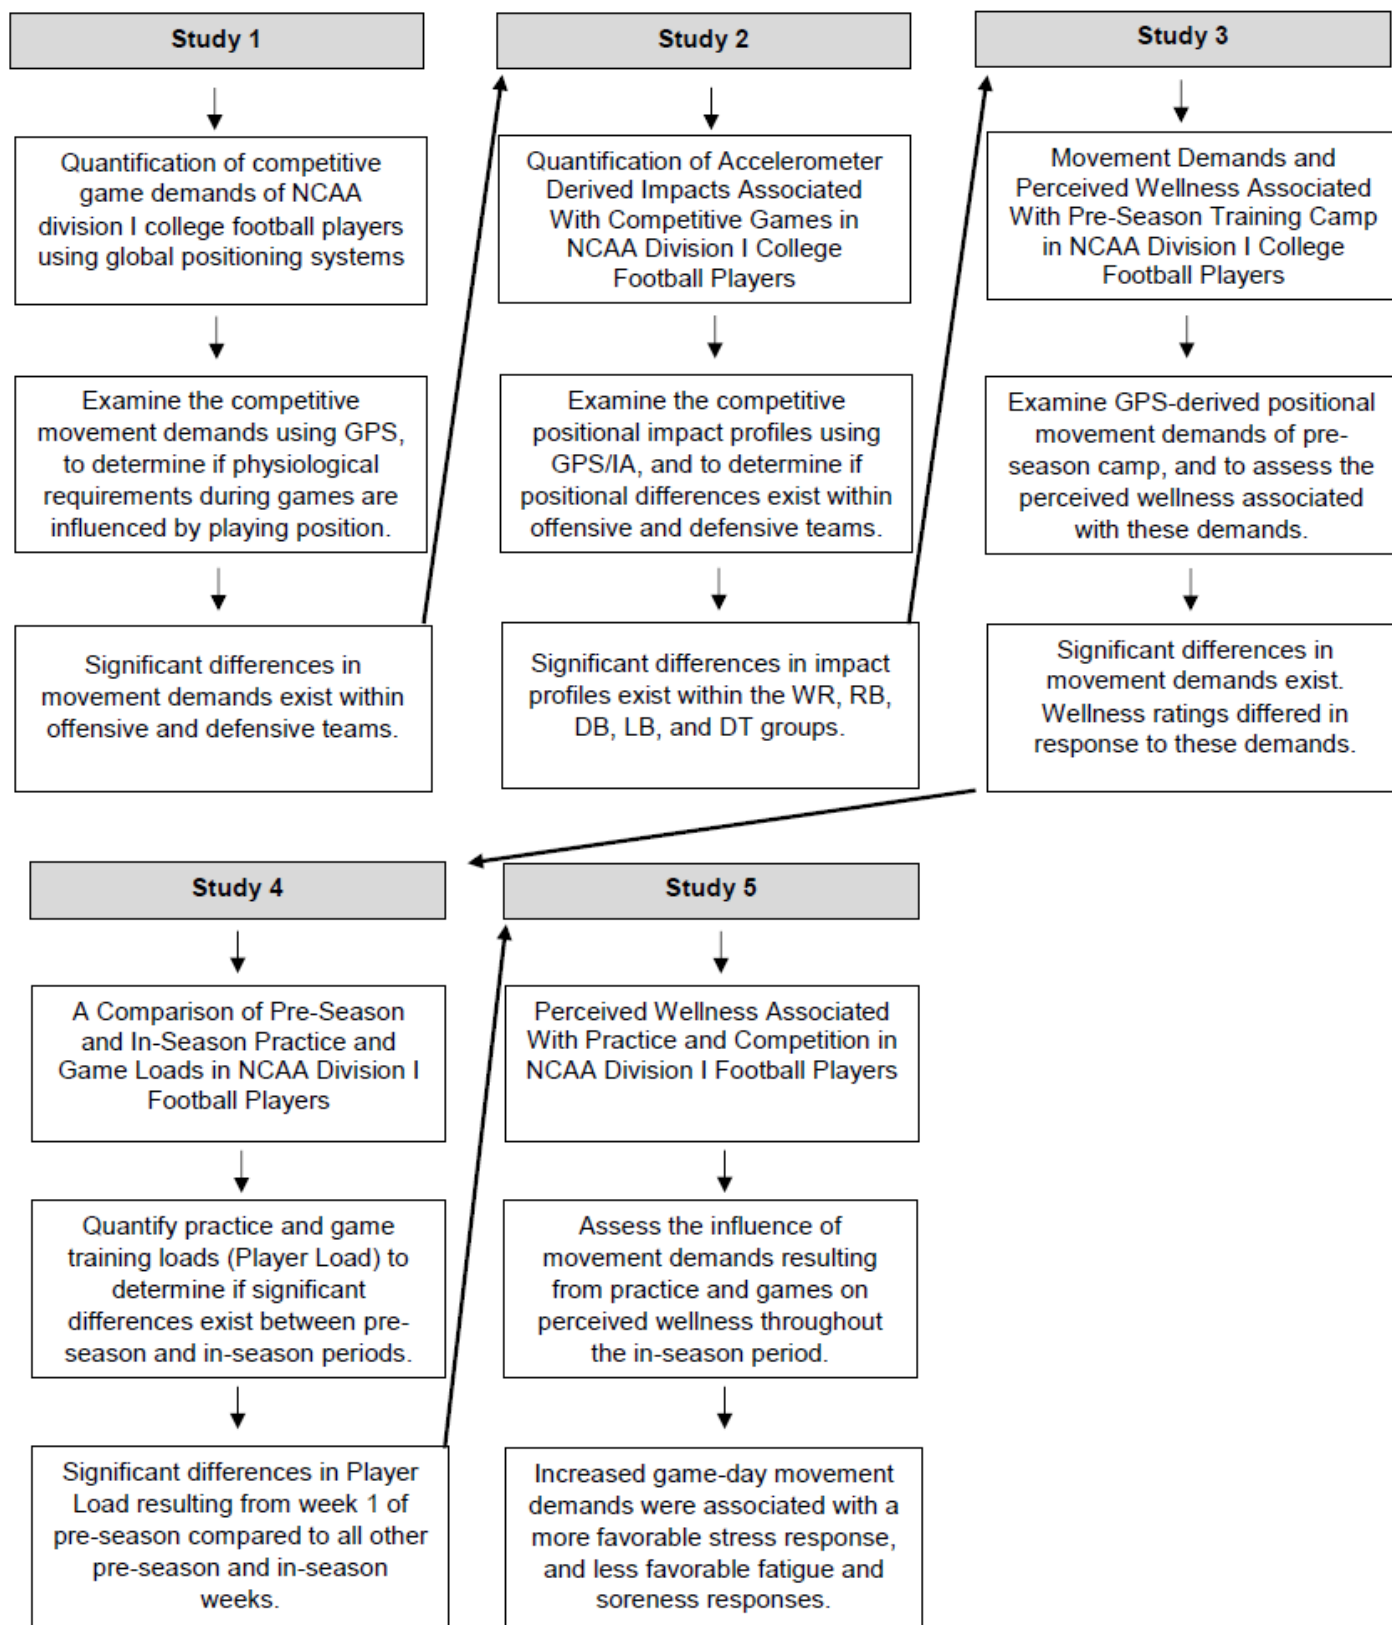 Study 1
Quantification of competitive
game demands of NCAA
division I college football players
using global positioning systems
Examine the competitive
movement demands using GPS,
to determine if physiological
requirements during games are
influenced by playing position.
Significant differences in
movement demands exist within
offensive and defensive teams.
Study 2
Quantification of Accelerometer
Derived Impacts Associated
With Competitive Games in
NCAA Division I College
Football Players
Examine the competitive
positional impact profiles using
GPS/IA, and to determine if
positional differences exist within
offensive and defensive teams.
Significant differences in impact
profiles exist within the WR, RB,
DB, LB, and DT groups.
Study 3
Movement Demands and
Perceived Wellness Associated
With Pre-Season Training Camp
in NCAA Division I College
Football Players
Examine GPS-derived positional
movement demands of pre-
season camp, and to assess the
perceived wellness associated
with these demands.
Significant differences in
movement demands exist.
Wellness ratings differed in
response to these demands.
Study 4
A Comparison of Pre-Season
and In-Season Practice and
Game Loads in NCAA Division I
Football Players
Quantify practice and game
training loads (Player Load) to
determine if significant
differences exist between pre-
season and in-season periods.
Significant differences in Player
Load resulting from week 1 of
pre-season compared to all other
pre-season and in-season
weeks.
Study 5
Perceived Wellness Associated
With Practice and Competition in
NCAA Division I Football Players
Assess the influence of
movement demands resulting
from practice and games on
perceived wellness throughout
the in-season period.
Increased game-day movement
demands were associated with a
more favorable stress response,
and less favorable fatigue and
soreness responses.